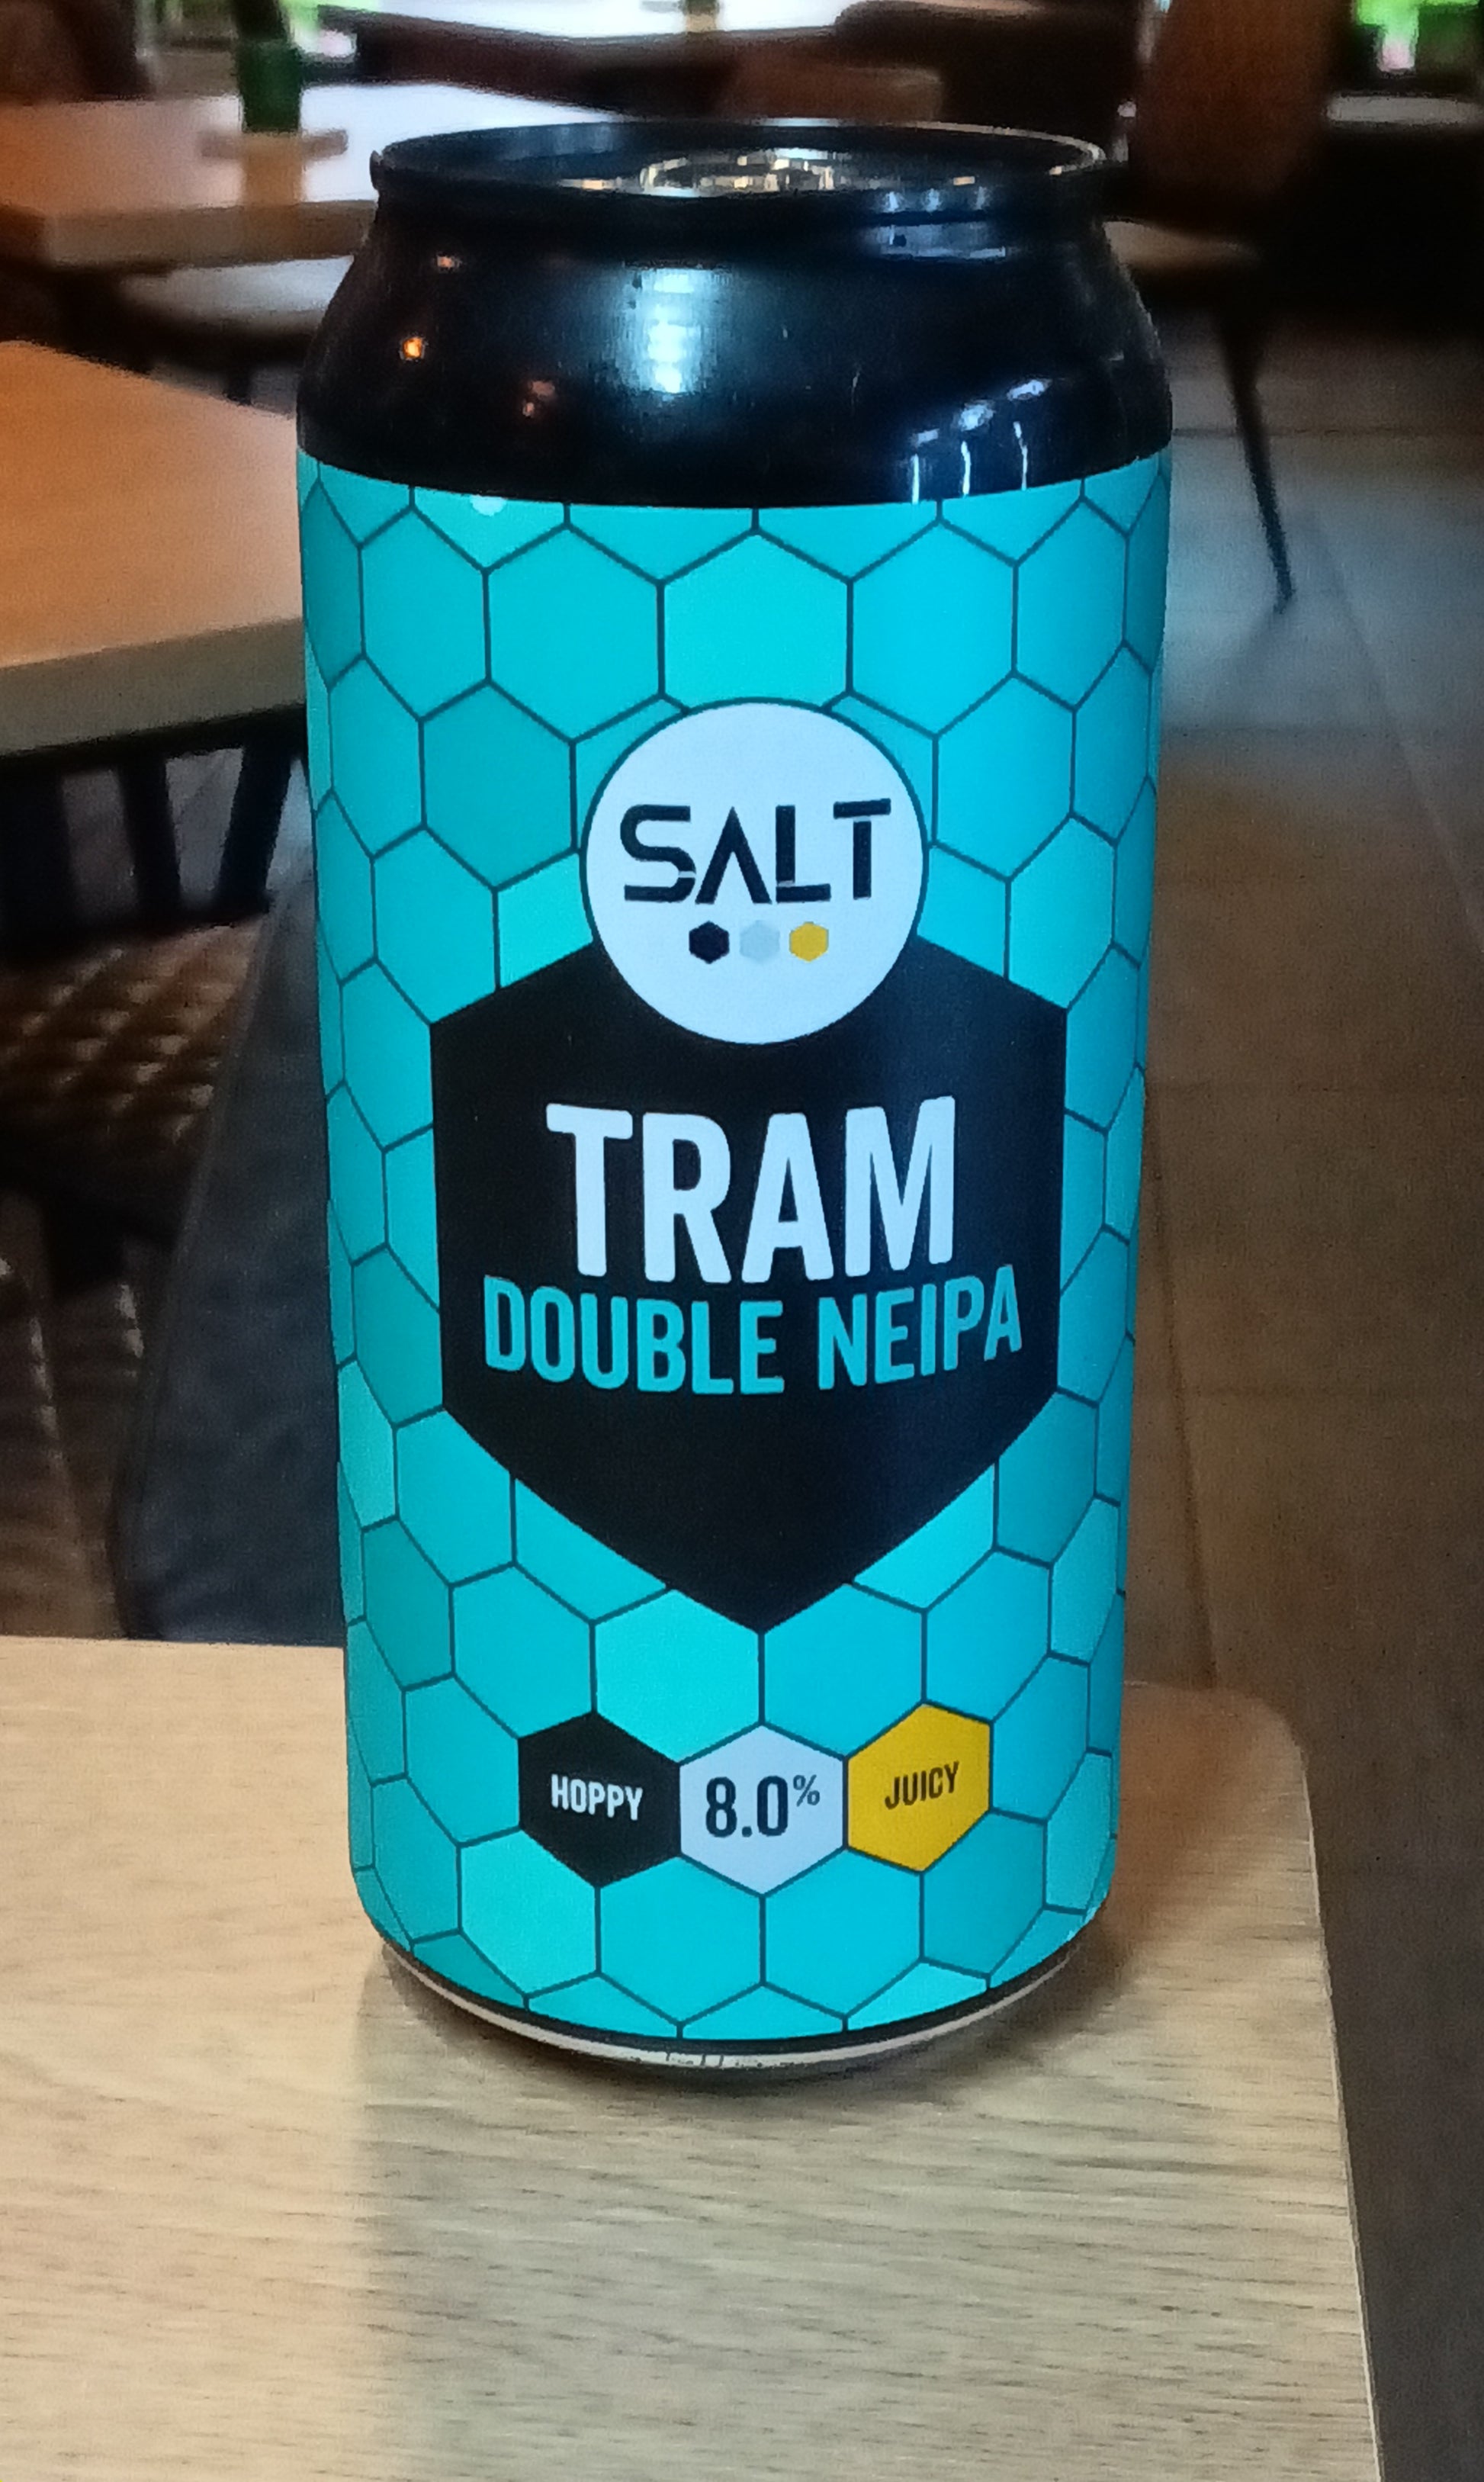 SALT
TRAM
DOUBLE NEIPA
HOPPY
8.0%
JUICY